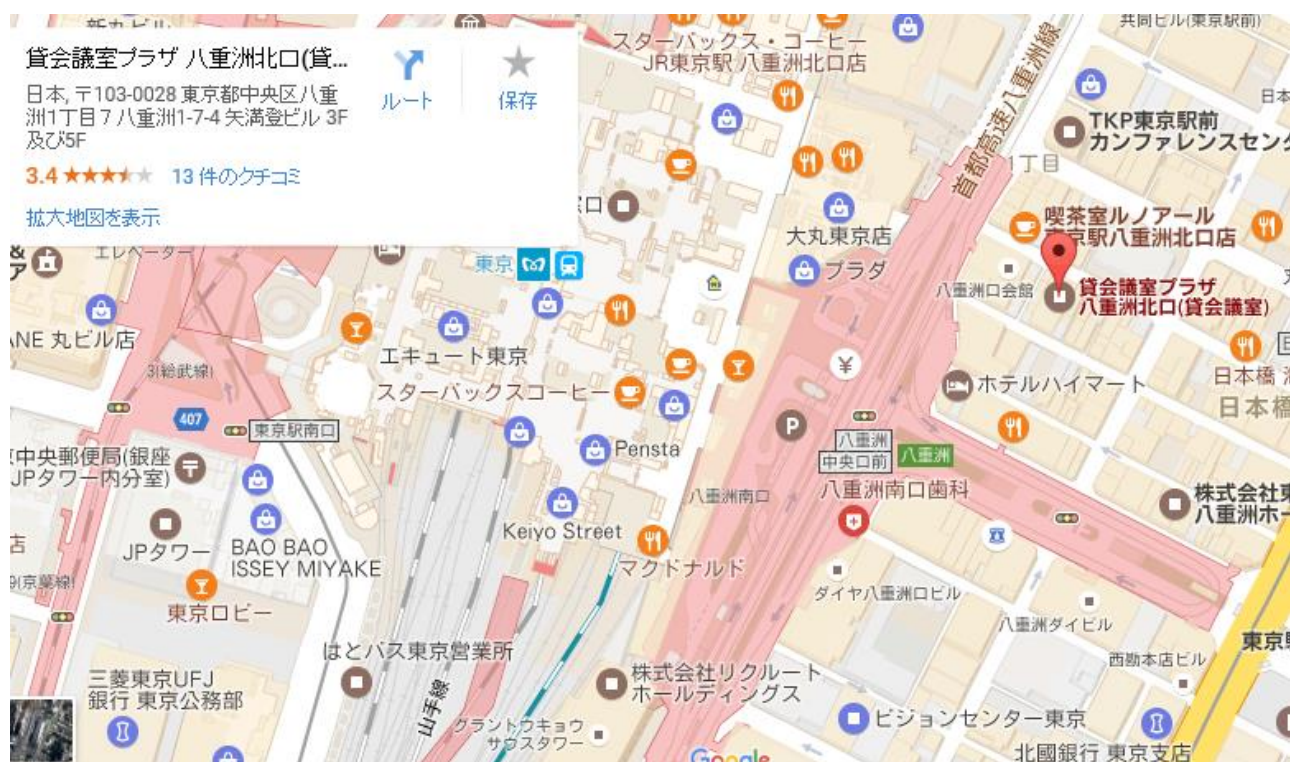 新丸ビル
貸会議室プラザ 八重洲北口(貸...
日本, 〒103-0028 東京都中央区八重
洲1丁目7 八重洲1-7-4 矢満登ビル 3F
及び5F
3.4
13 件のクチコミ
拡大地図を表示
ルート
保存
スターバックス・コーヒー
JR東京駅 八重洲北口店
首都高速八重洲線
共同ビル(東京駅前)
日本
TKP東京駅前
カンファレンスセン
1丁目
喫茶室ルノアール
東京駅八重洲北口店
口
大丸東京店
プラダ
八重洲口会館
貸会議室プラザ
八重洲北口(貸会議室)
&
ア
エレベーター
東京
ANE 丸ビル店
3(総武線)
エキュート東京
スターバックスコーヒー
¥
ホテルハイマート
日本橋
日本橋
407
東京駅南口
P
八重洲
中央口前
八重洲
中央郵便局(銀座
JPタワー内分室)
Pensta
八重洲南口
八重洲南口歯科
株式会社東
八重洲ホー
店
JPタワー
BAO BAO
ISSEY MIYAKE
Keiyo Street
マクドナルド
9(京葉線)
東京ロビー
ダイヤ八重洲口ビル
八重洲ダイビル
東京駅
はとバス東京営業所
西勘本店ビル
三菱東京UFJ
銀行 東京公務部
山手線
株式会社リクルート
ホールディングス
グラントウキョウ
サウスタワー
ビジョンセンター東京
北國銀行 東京支店
Google